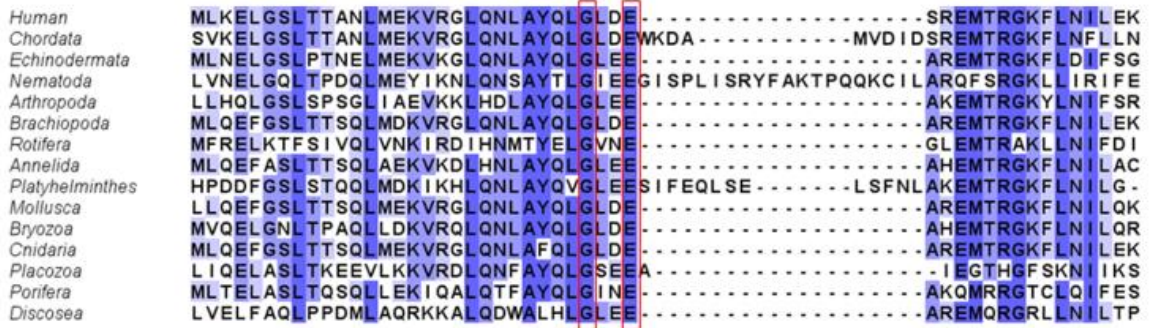 Human MLKELGSLTTANLMEKVRGLQNLAYQLGLDE--------------------SREMTRGKFLNILEK
Chordata SVKELGSLTTANLMEKVRGLQNLAYQLGLDEWKDA-----------MVDIDSREMTRGKFLNFLLN
Echinodermata MLNELGSLPTNELMEKVKGLQNLAYQLGLEE--------------------AREMTRGKFLDIFSG
Nematoda LVNELGQLTPDQLMEYIKNLQNSAYTLGIEEGISPLISRYFAKTPQQKCILARQFSRGKLLIRIFE
Arthropoda LLHQLGSLSPSGLIAEVKKLHDLAYQLGLEE--------------------AKEMTRGKYLNIFSR
Brachiopoda MLQEFGSLTTSQLMDKVRGLHNLAYQLGLEE--------------------AREMTRGKFLNILEK
Rotifera MFRELKTFSIVQLVNKIRDIHNMTYELGVNE--------------------GLEMTRAKLLNIFDI
Annelida MLQEFASLTTSQLAEKVKDLHNLAYQLGLEE--------------------AHEMTRGKFLNILAC
Platyhelminthes HPDDFGSLSTQQLMDKIKHLQNLAYQVGLEESIFEQLSE-------LSFNLAKEMTRGKFLNILG-
Mollusca LLQEFGSLTTSQLMEKVRGLQNLAYQLGLDE--------------------AREMTRGKFLNILQK
Bryozoa MVQELGNLTPAQLLDKVRQLQNLAYQLGLDE--------------------AHEMTRGKFLNILQR
Cnidaria MLQEFGSLTTSQLMEKVRGLQNLAFQLGLDE--------------------AREMTRGKFLNILEK
Placozoa LIQELASLTKEEVLKKVRDLQNFAYQLGSEEA--------------------IEGTHGFSKNIIKS
Porifera MLTELASLTQSQLLEKIQALQTFAYQLGINE--------------------AKQMRRGTCLQIFES
Discosea LVELFAQLPPDMLAQRKKALQDWALHLGLEE--------------------AREMQRGRLLNILTP